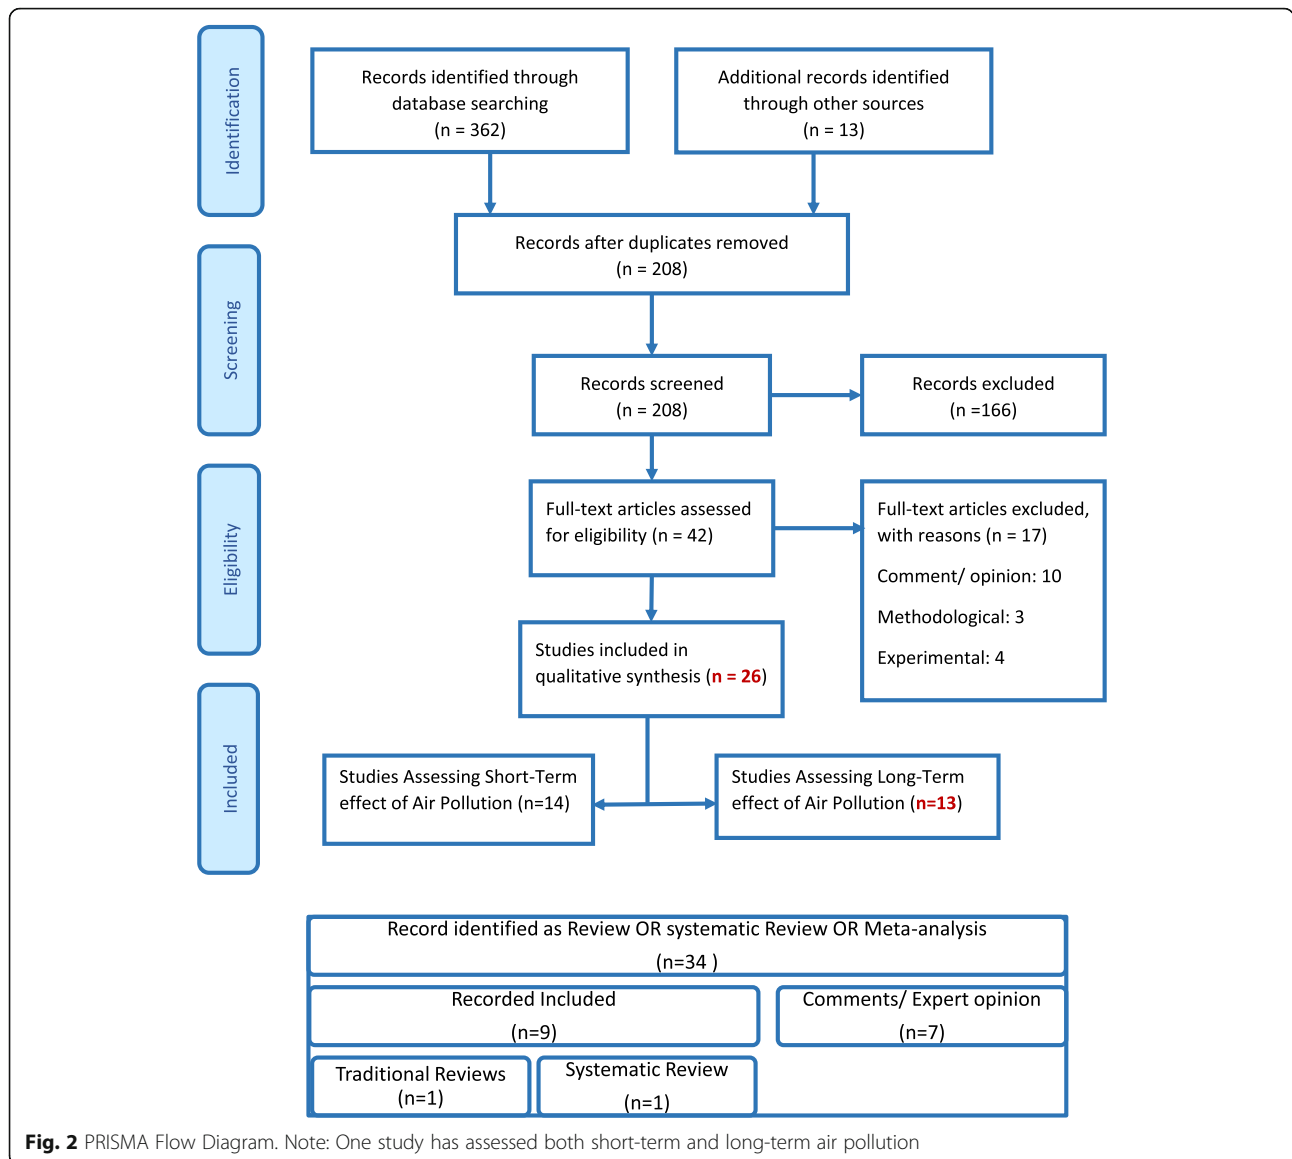 Identification
Records identified through
database searching
(n = 362)
Additional records identified
through other sources
(n = 13)
Records after duplicates removed
(n = 208)
Screening
Records screened
(n = 208)
Records excluded
(n =166)
Eligibility
Full-text articles assessed
for eligibility (n = 42)
Full-text articles excluded,
with reasons (n = 17)
Comment/ opinion: 10
Methodological: 3
Experimental: 4
Studies included in
qualitative synthesis (n = 26)
Included
Studies Assessing Short-Term
effect of Air Pollution (n=14)
Studies Assessing Long-Term
effect of Air Pollution (n=13)
Record identified as Review OR systematic Review OR Meta-analysis
(n=34 )
Recorded Included
(n=9)
Comments/ Expert opinion
(n=7)
Traditional Reviews
(n=1)
Systematic Review
(n=1)
Fig. 2 PRISMA Flow Diagram. Note: One study has assessed both short-term and long-term air pollution